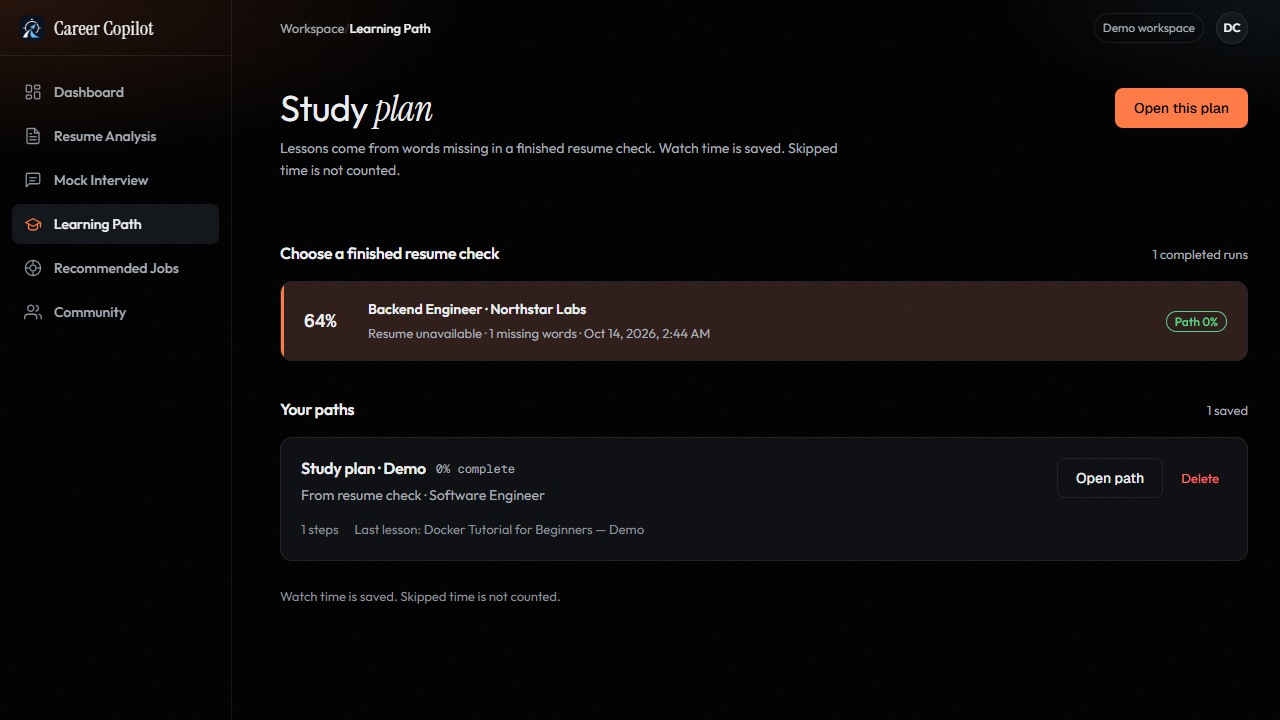 Career Copilot
Workspace/Learning Path
Demo workspace
DC
Dashboard
Resume Analysis
Mock Interview
Learning Path
Recommended Jobs
Community
Study plan
Open this plan
Lessons come from words missing in a finished resume check. Watch time is saved. Skipped
time is not counted.
Choose a finished resume check
1 completed runs
64%
Backend Engineer · Northstar Labs
Resume unavailable · 1 missing words · Oct 14, 2026, 2:44 AM
Path 0%
Your paths
1 saved
Study plan · Demo 0% complete
From resume check · Software Engineer
1 steps Last lesson: Docker Tutorial for Beginners — Demo
Open path
Delete
Watch time is saved. Skipped time is not counted.